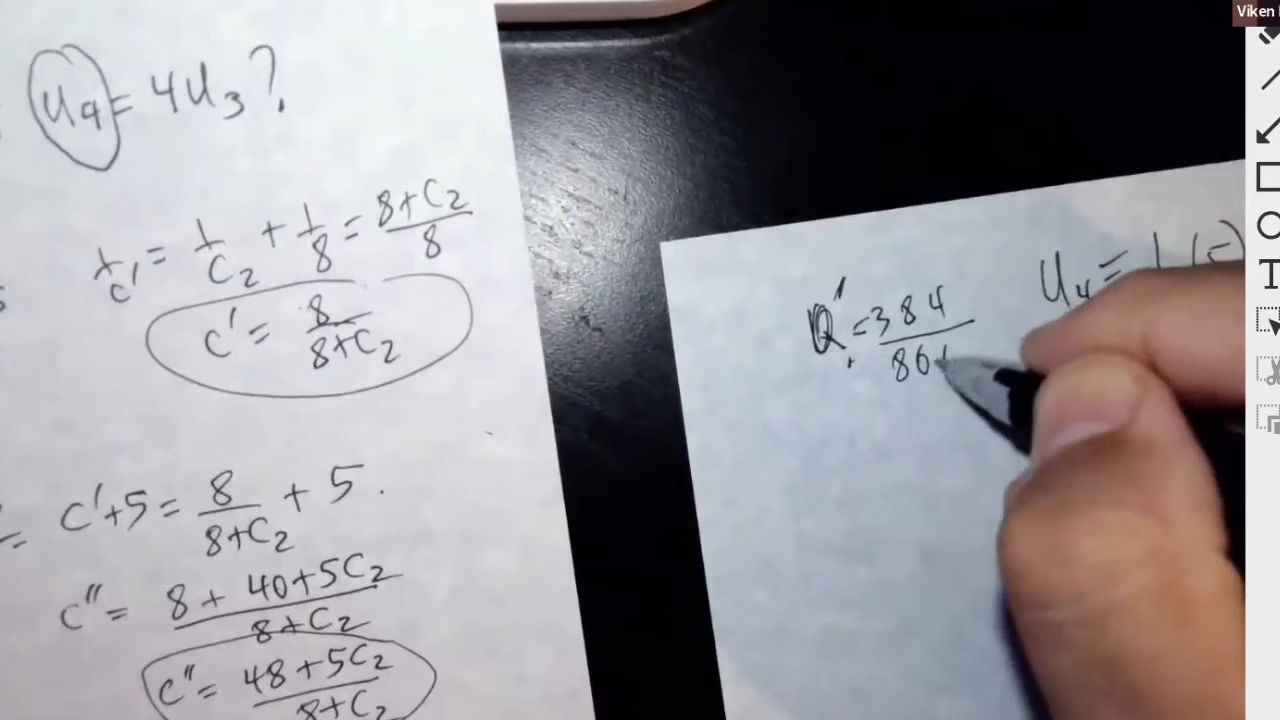 U4 = 4U3?
1/C' = 1/C2 + 1/8 = (8+C2)/8
C' = 8/(8+C2)
C'+5 = 8/(8+C2) + 5.
C" = (8 + 40+5C2)/(8+C2)
C" = (48+5C2)/(8+C2)
Q' = 384/86
U4 =
Viken
T